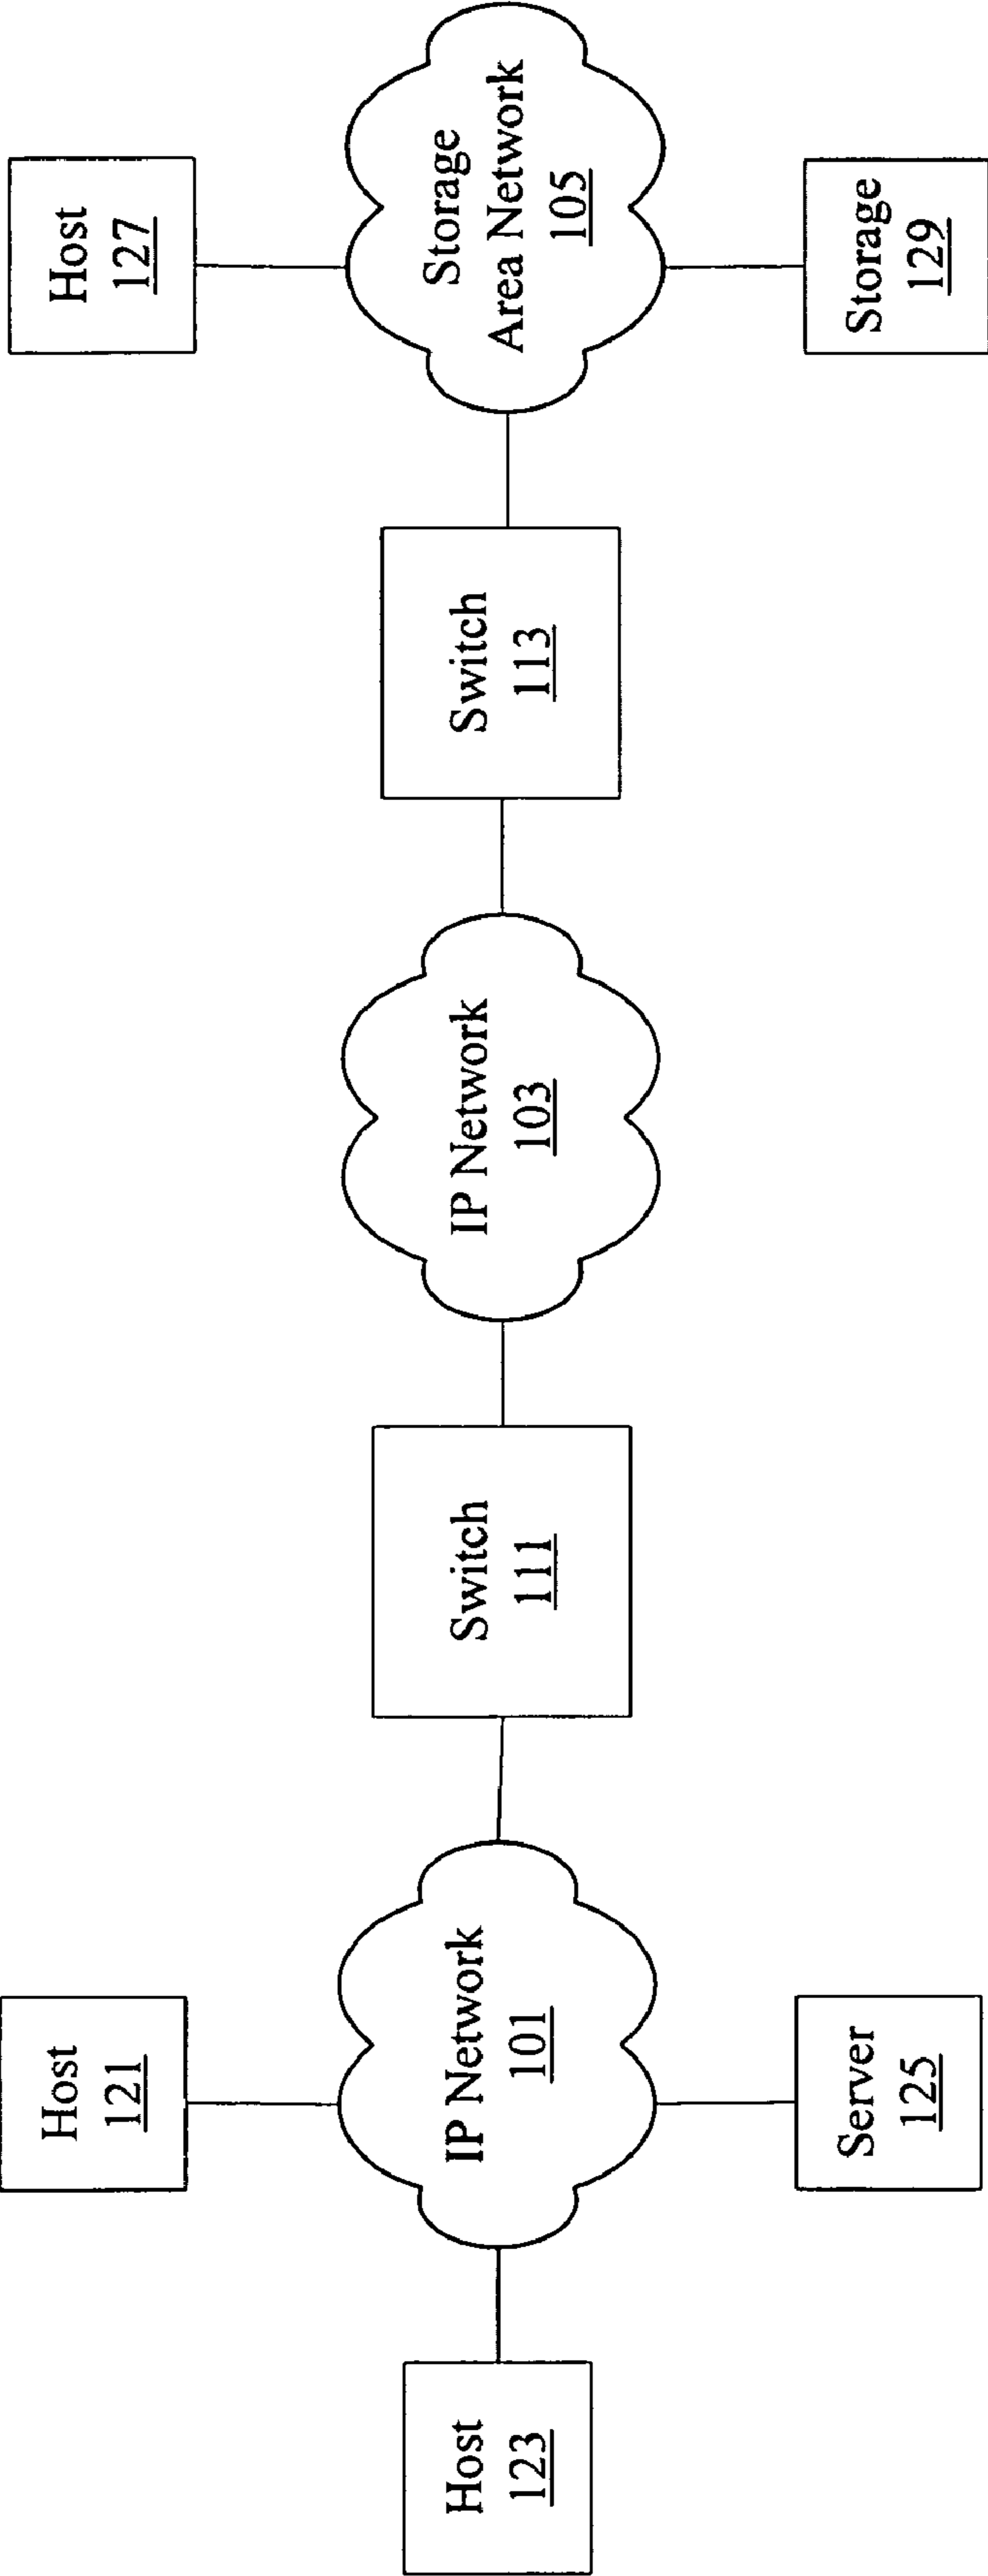 Host
121
Host
127
Host
123
IP Network
101
Switch
111
IP Network
103
Switch
113
Storage
Area Network
105
Server
125
Storage
129